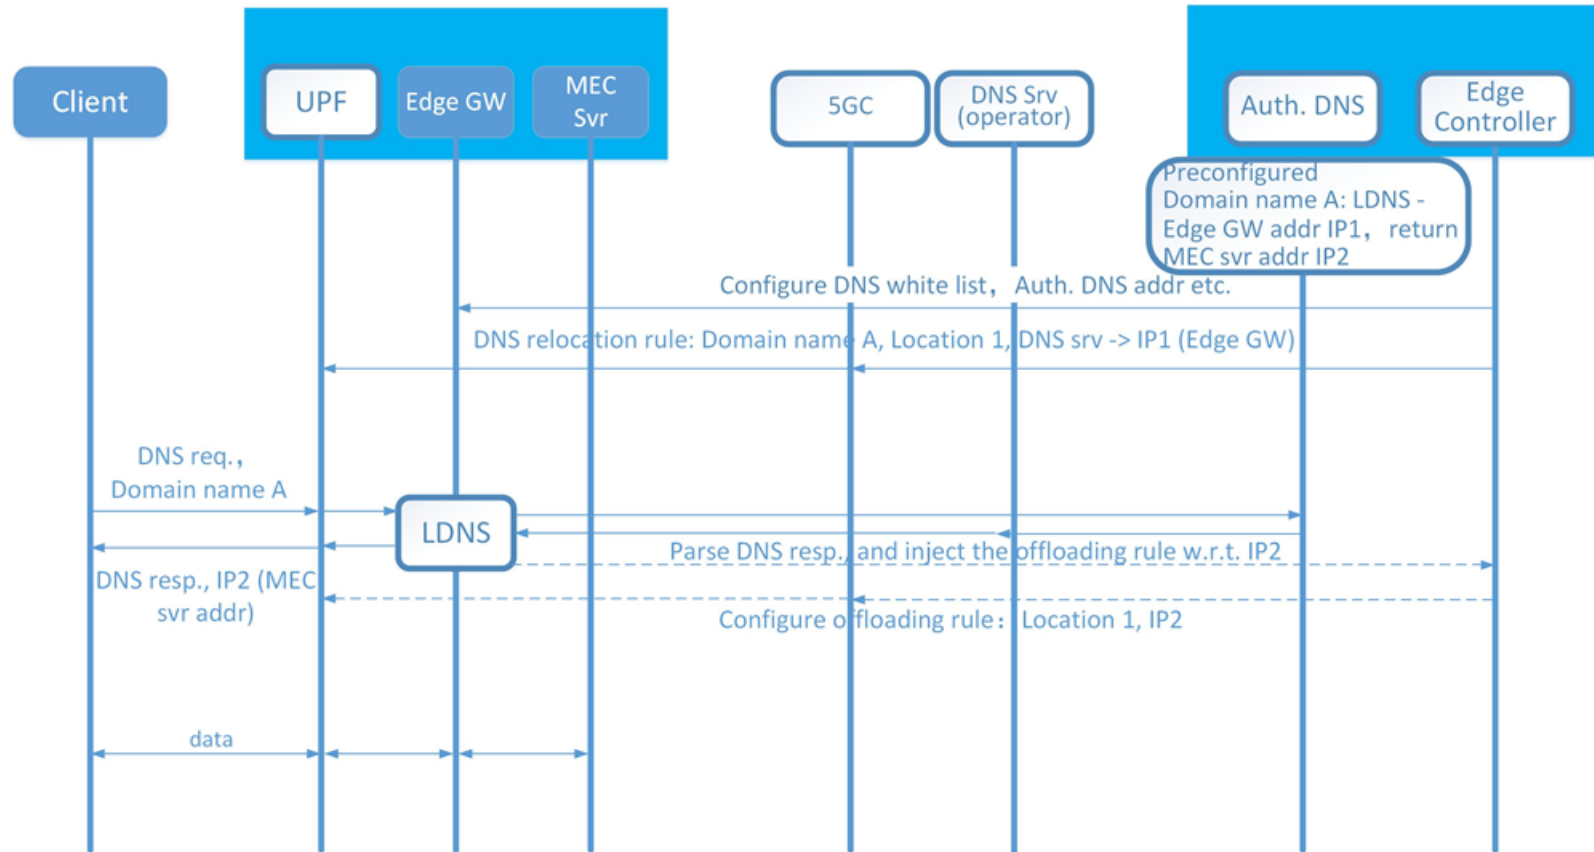 Client
UPF
Edge GW
MEC
Svr
5GC
DNS Srv
(operator)
Auth. DNS
Edge
Controller
Preconfigured
Domain name A: LDNS -
Edge GW addr IP1，return
MEC svr addr IP2
Configure DNS white list，Auth. DNS addr etc.
DNS relocation rule: Domain name A, Location 1, DNS srv -> IP1 (Edge GW)
DNS req.，
Domain name A
LDNS
Parse DNS resp., and inject the offloading rule w.r.t. IP2
DNS resp., IP2 (MEC
svr addr)
Configure offloading rule：Location 1, IP2
data